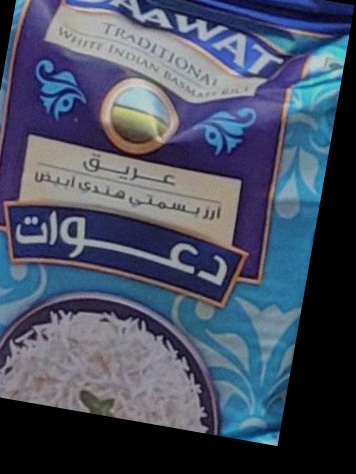 DAAWAT
TRADITIONAL
WHITE INDIAN BASMATI RICE
عريق
أرز بسمتي هندي أبيض
دعوات